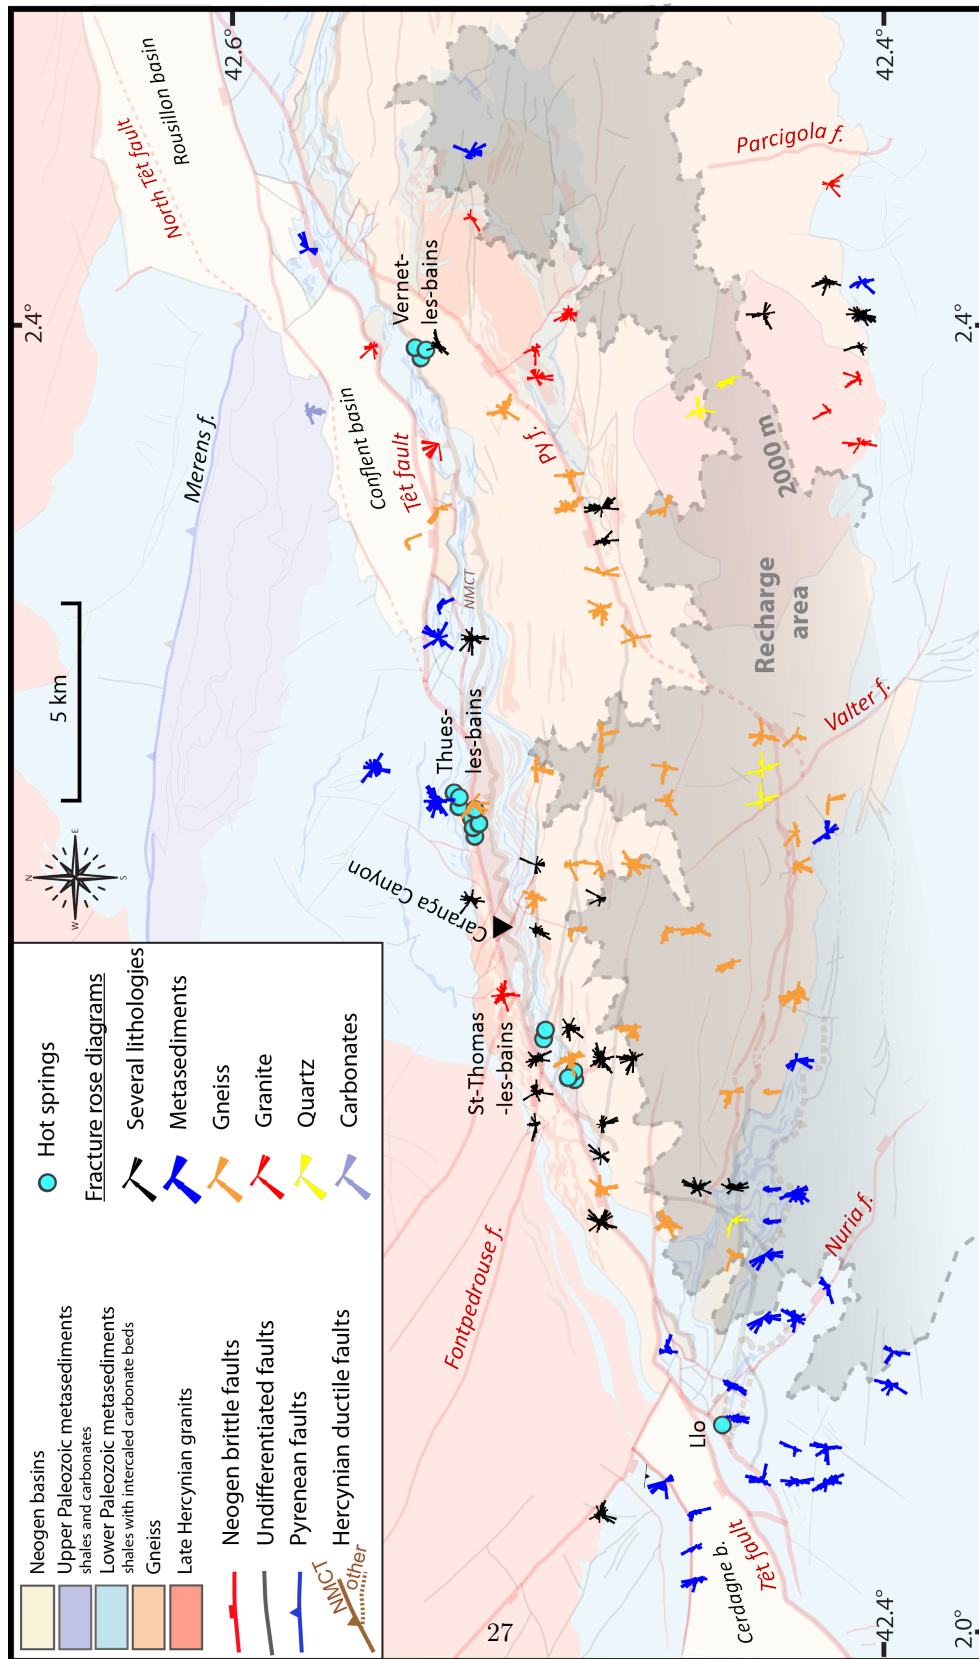 Neogen basins
Upper Paleozoic metasediments
shales and carbonates
Lower Paleozoic metasediments
shales with intercaled carbonate beds
Gneiss
Late Hercynian granits
Neogen brittle faults
Undifferentiated faults
Pyrenean faults
Hercynian ductile faults
NMCT
other
Hot springs
Fracture rose diagrams
Several lithologies
Metasediments
Gneiss
Granite
Quartz
Carbonates
N
E
S
W
5 km
2.4°
42.6°
North Têt fault
Rousillon basin
Merens f.
Conflent basin
Têt fault
Vernet-
les-bains
NMCT
Thues-
les-bains
Carança Canyon
St-Thomas
-les-bains
Fontpedrouse f.
Py f.
Parcigola f.
2000 m
Recharge
area
Valter f.
Nuria f.
Llo
Cerdagne b.
Têt fault
42.4°
2.4°
42.4°
2.0°
27